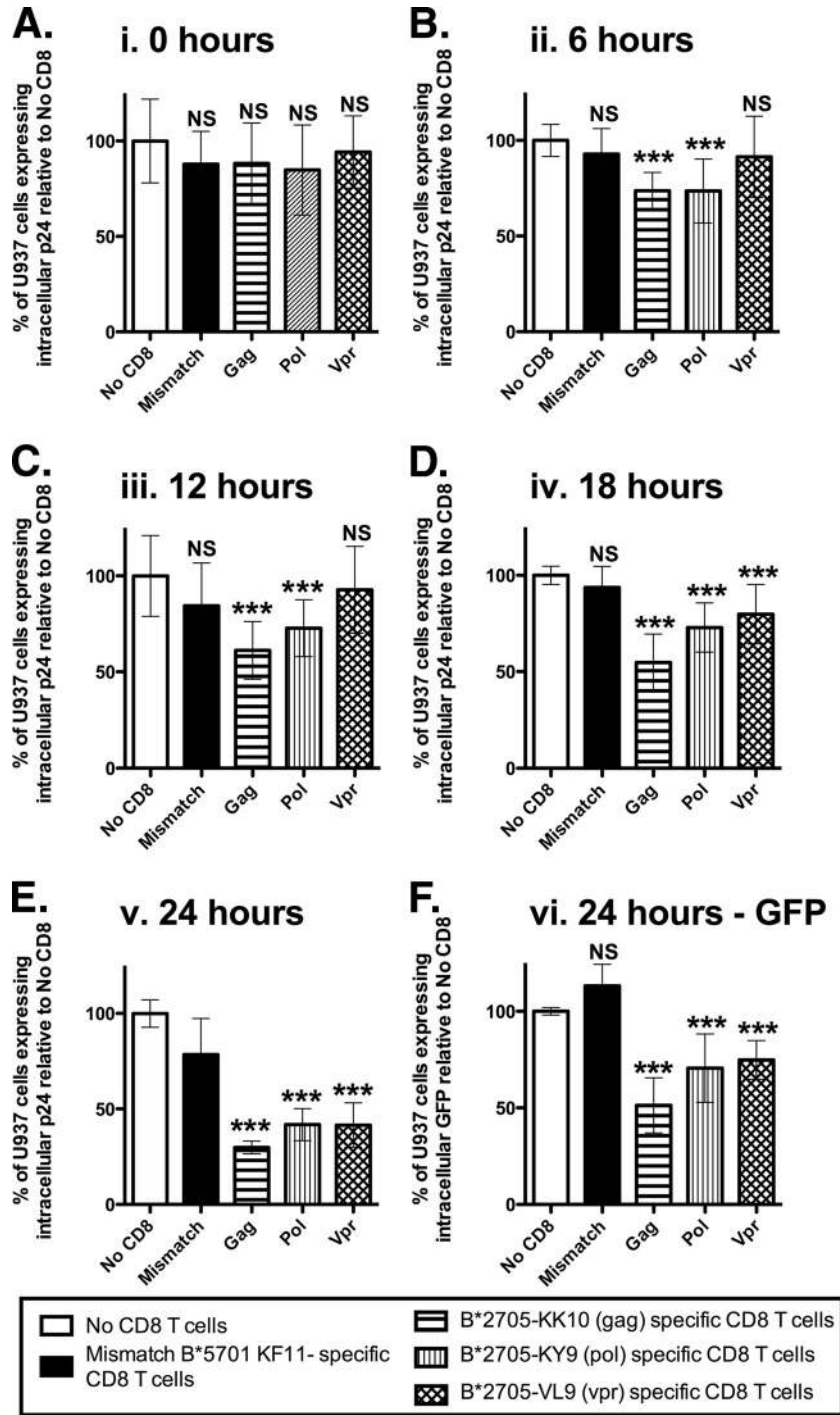 A.
i. 0 hours
% of U937 cells expressing
intracellular p24 relative to No CD8
100
50
0
NS
NS
NS
NS
No CD8
Mismatch
Gag
Pol
Vpr
B.
ii. 6 hours
% of U937 cells expressing
intracellular p24 relative to No CD8
100
50
0
NS
***
***
NS
No CD8
Mismatch
Gag
Pol
Vpr
C.
iii. 12 hours
% of U937 cells expressing
intracellular p24 relative to No CD8
100
50
0
NS
***
***
NS
No CD8
Mismatch
Gag
Pol
Vpr
D.
iv. 18 hours
% of U937 cells expressing
intracellular p24 relative to No CD8
100
50
0
NS
***
***
***
No CD8
Mismatch
Gag
Pol
Vpr
E.
v. 24 hours
% of U937 cells expressing
intracellular p24 relative to No CD8
100
50
0
***
***
***
No CD8
Mismatch
Gag
Pol
Vpr
F.
vi. 24 hours - GFP
% of U937 cells expressing
intracellular GFP relative to No CD8
100
50
0
NS
***
***
***
No CD8
Mismatch
Gag
Pol
Vpr
No CD8 T cells
Mismatch B*5701 KF11- specific
CD8 T cells
B*2705-KK10 (gag) specific CD8 T cells
B*2705-KY9 (pol) specific CD8 T cells
B*2705-VL9 (vpr) specific CD8 T cells